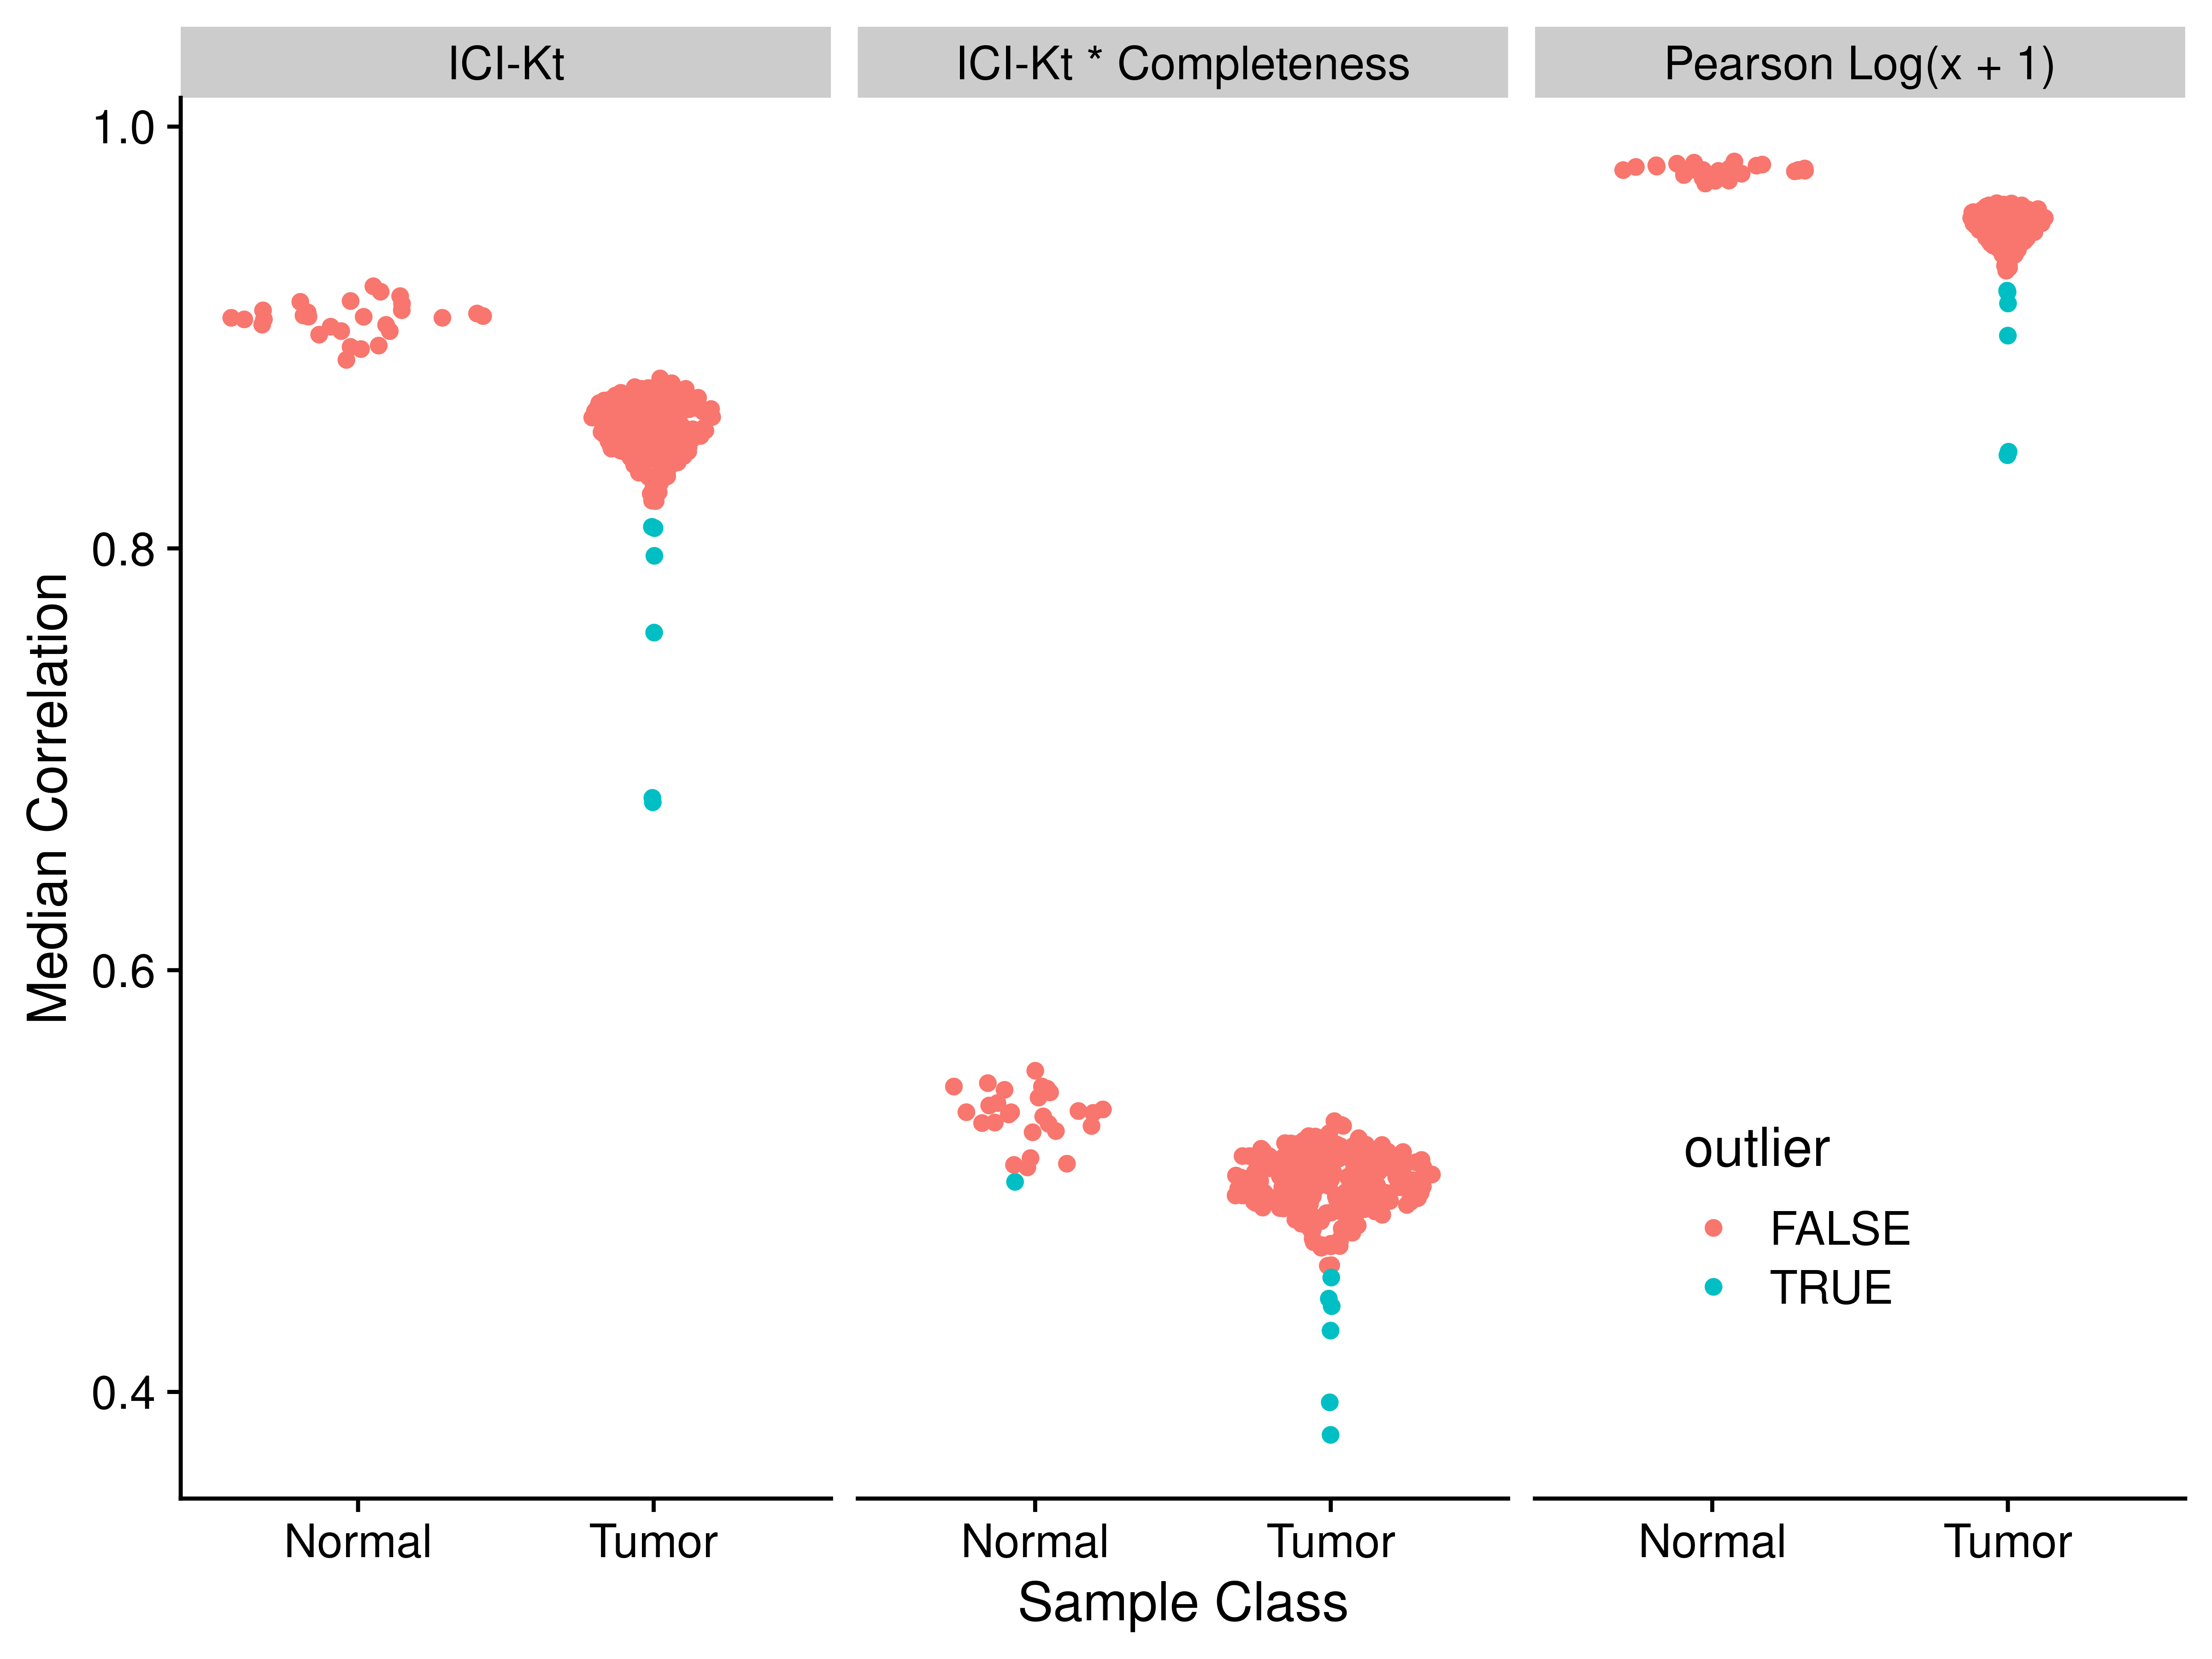 ICI-Kt
ICI-Kt * Completeness
Pearson Log(x + 1)
1.0
0.8
0.6
0.4
Median Correlation
outlier
FALSE
TRUE
Normal
Tumor
Normal
Tumor
Normal
Tumor
Sample Class